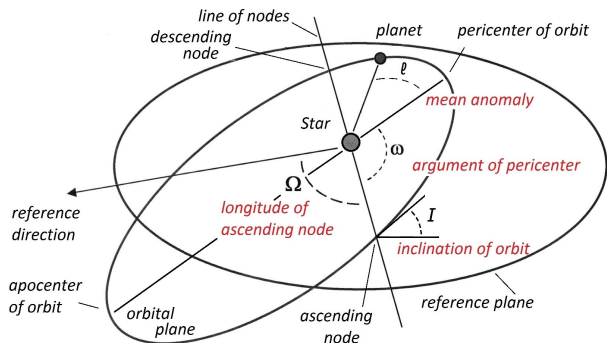 line of nodes
descending
node
planet
pericenter of orbit
ℓ
mean anomaly
Star
ω
argument of pericenter
Ω
longitude of
ascending node
reference
direction
I
inclination of orbit
apocenter
of orbit
orbital
plane
ascending
node
reference plane